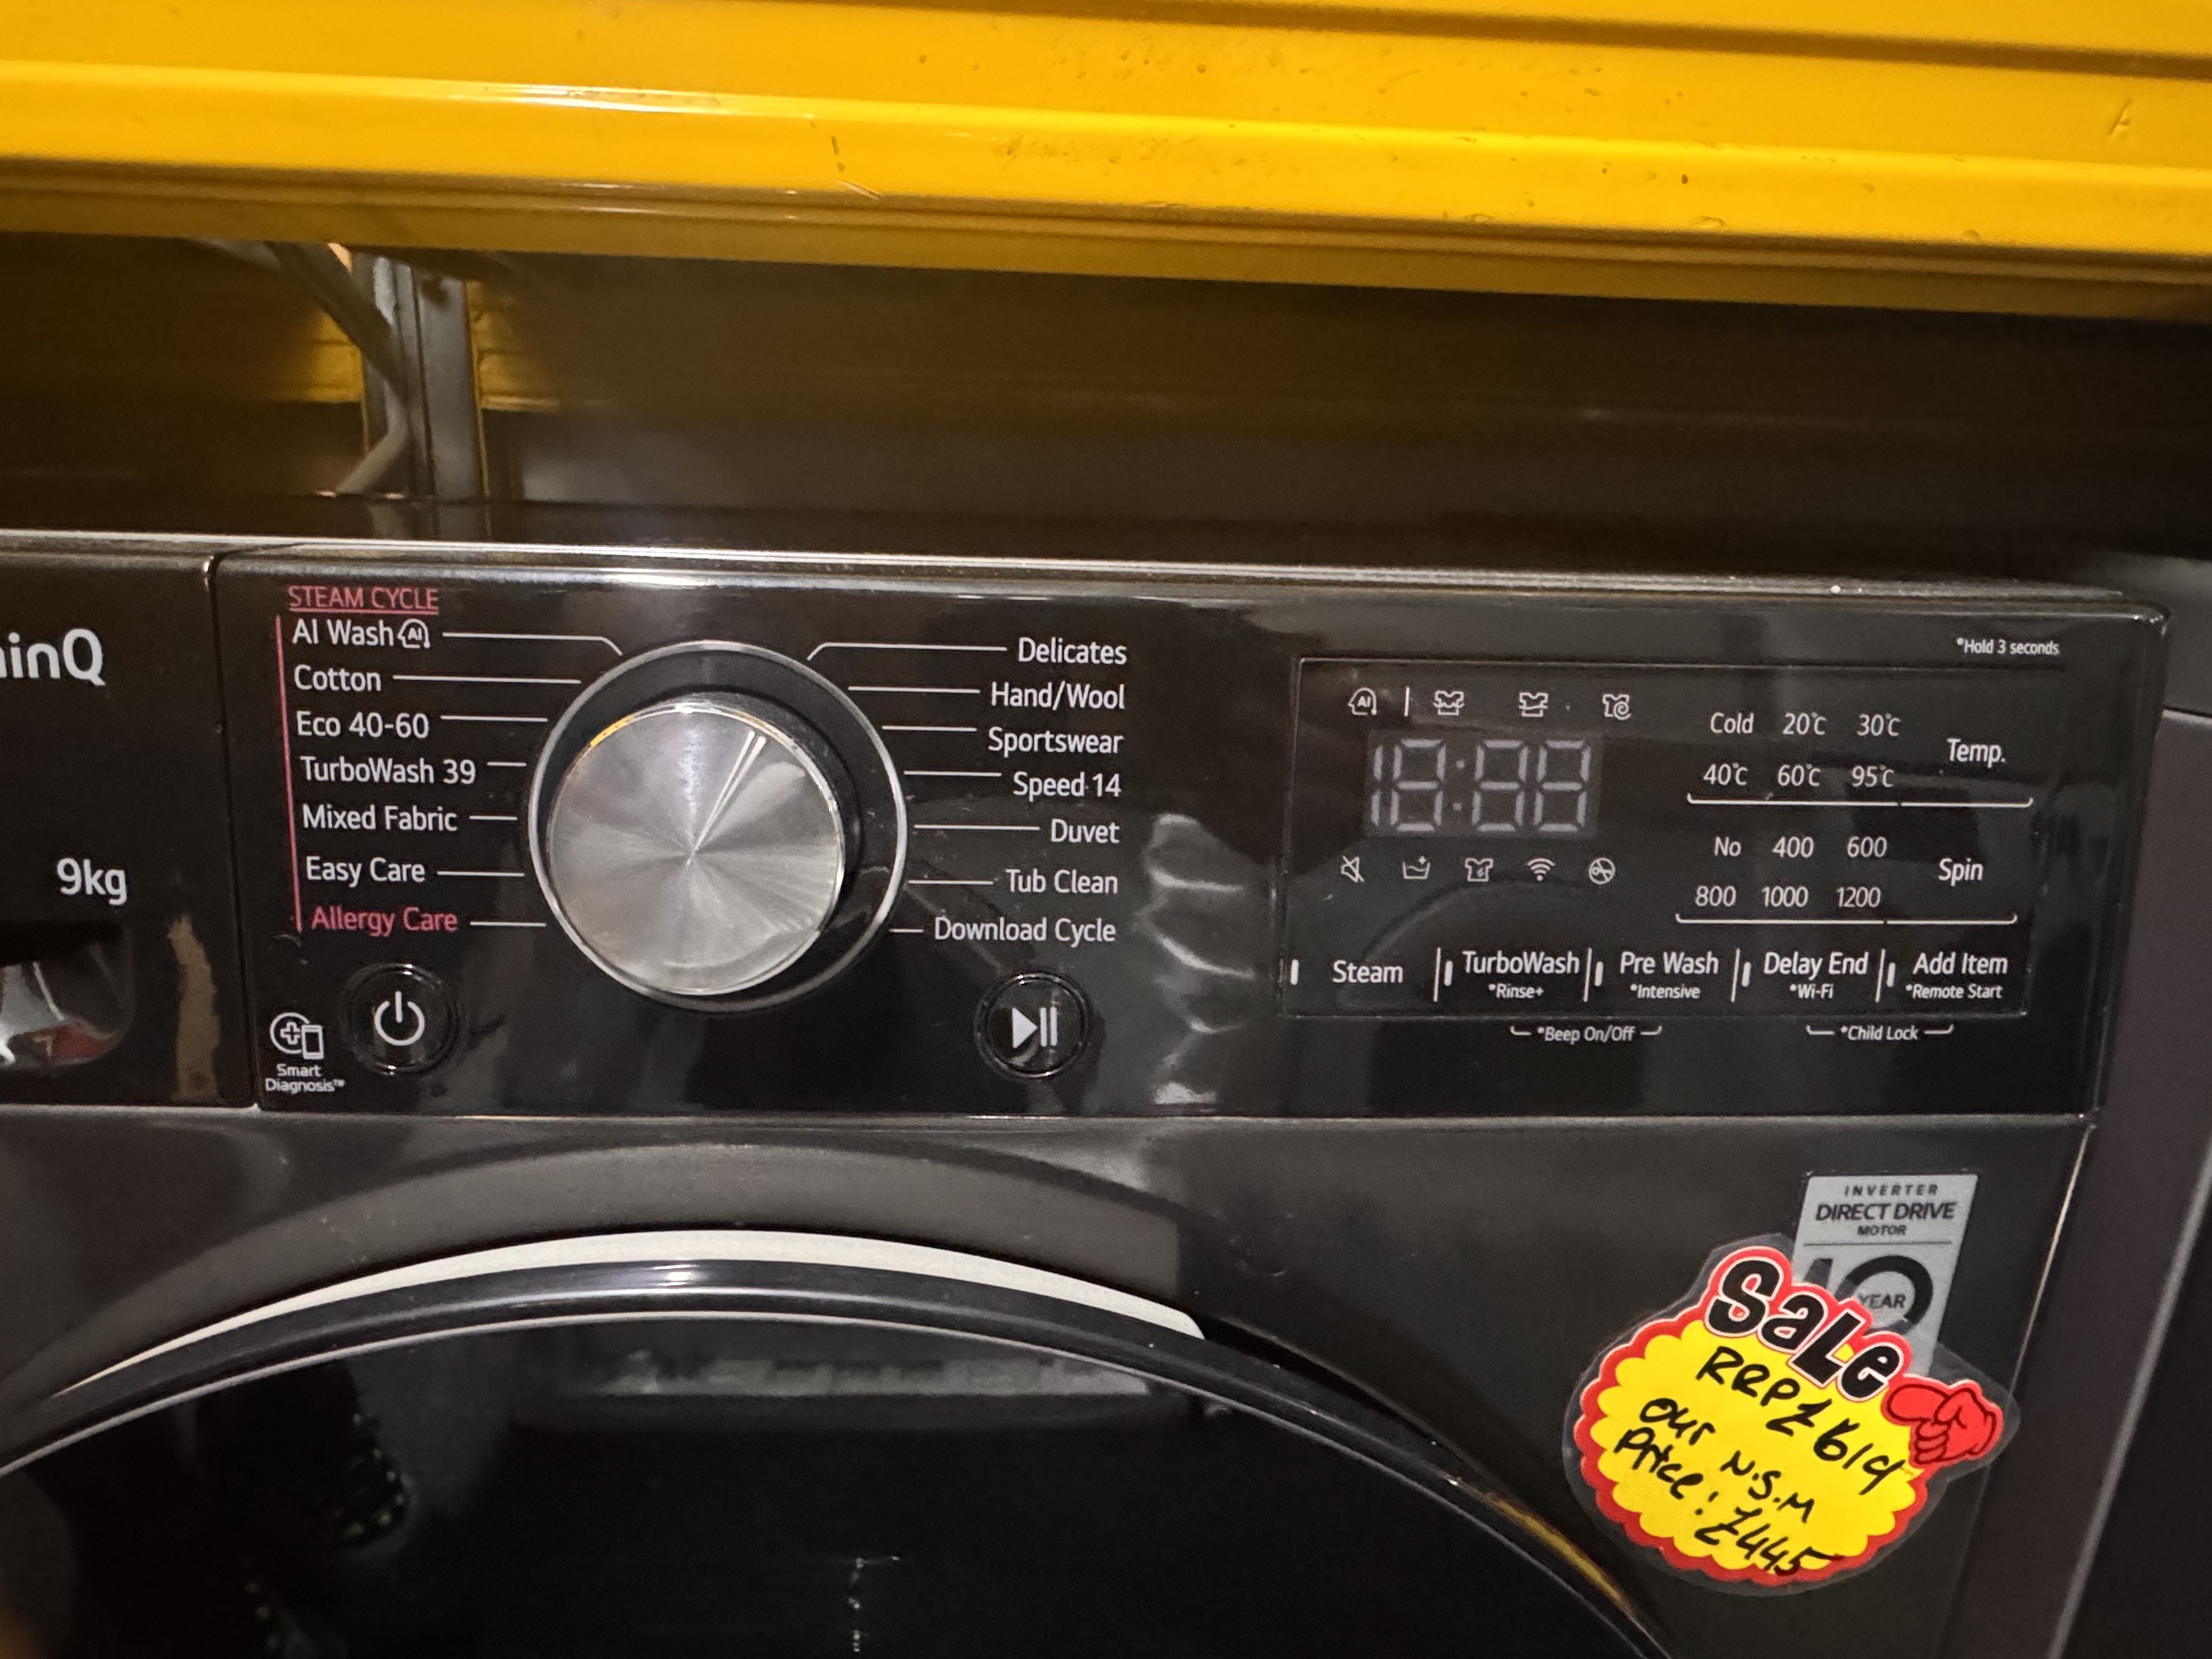 9kg
STEAM CYCLE
AI Wash AI
Cotton
Eco 40-60
TurboWash 39
Mixed Fabric
Easy Care
Allergy Care
Smart
Diagnosis™
Delicates
Hand/Wool
Sportswear
Speed 14
Duvet
Tub Clean
Download Cycle
*Hold 3 seconds
AI
18:88
Cold 20℃ 30℃
Temp.
40℃ 60℃ 95℃
No 400 600
Spin
800 1000 1200
Steam TurboWash Pre Wash Delay End Add Item
*Rinse+ *Intensive *Wi-Fi *Remote Start
*Beep On/Off *Child Lock
INVERTER
DIRECT DRIVE
MOTOR
10
YEAR
SaLe
RRP £619
Our N.S.M
Price! £445